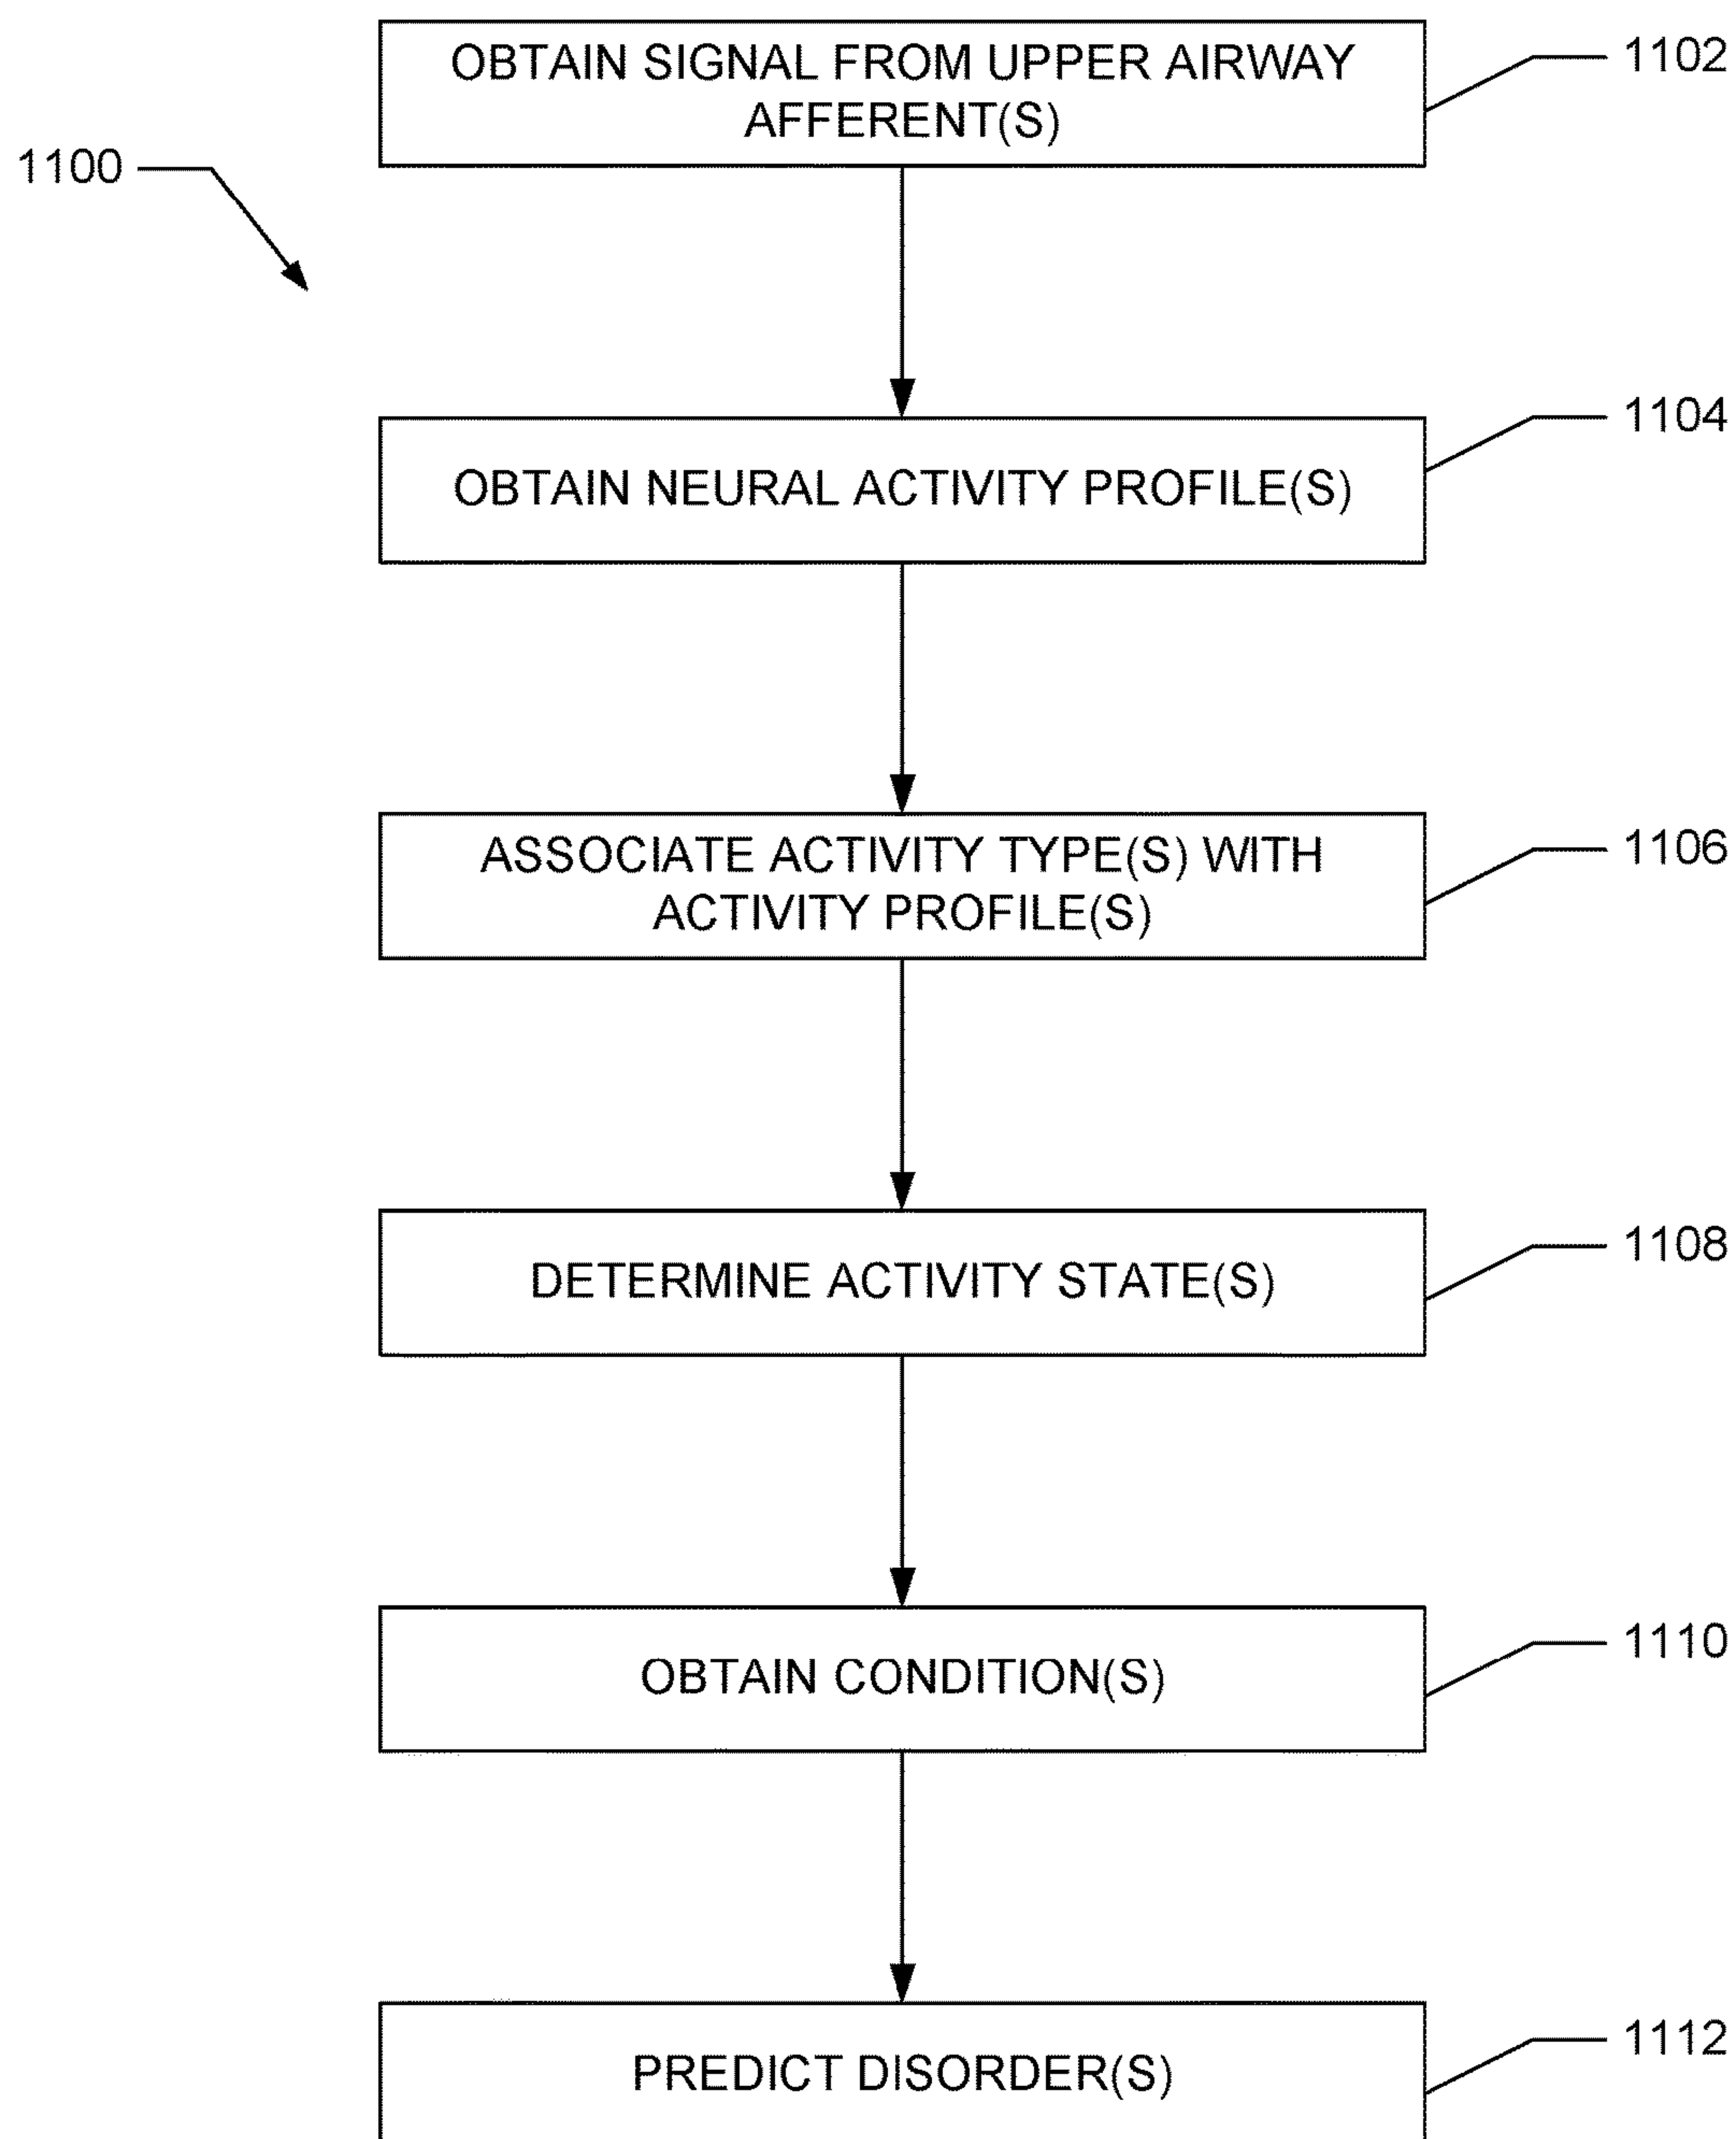 OBTAIN SIGNAL FROM UPPER AIRWAY
AFFERENT(S)
1102
1100
1104
OBTAIN NEURAL ACTIVITY PROFILE(S)
ASSOCIATE ACTIVITY TYPE(S) WITH
ACTIVITY PROFILE(S)
1106
DETERMINE ACTIVITY STATE(S)
1108
OBTAIN CONDITION(S)
1110
PREDICT DISORDER(S)
1112